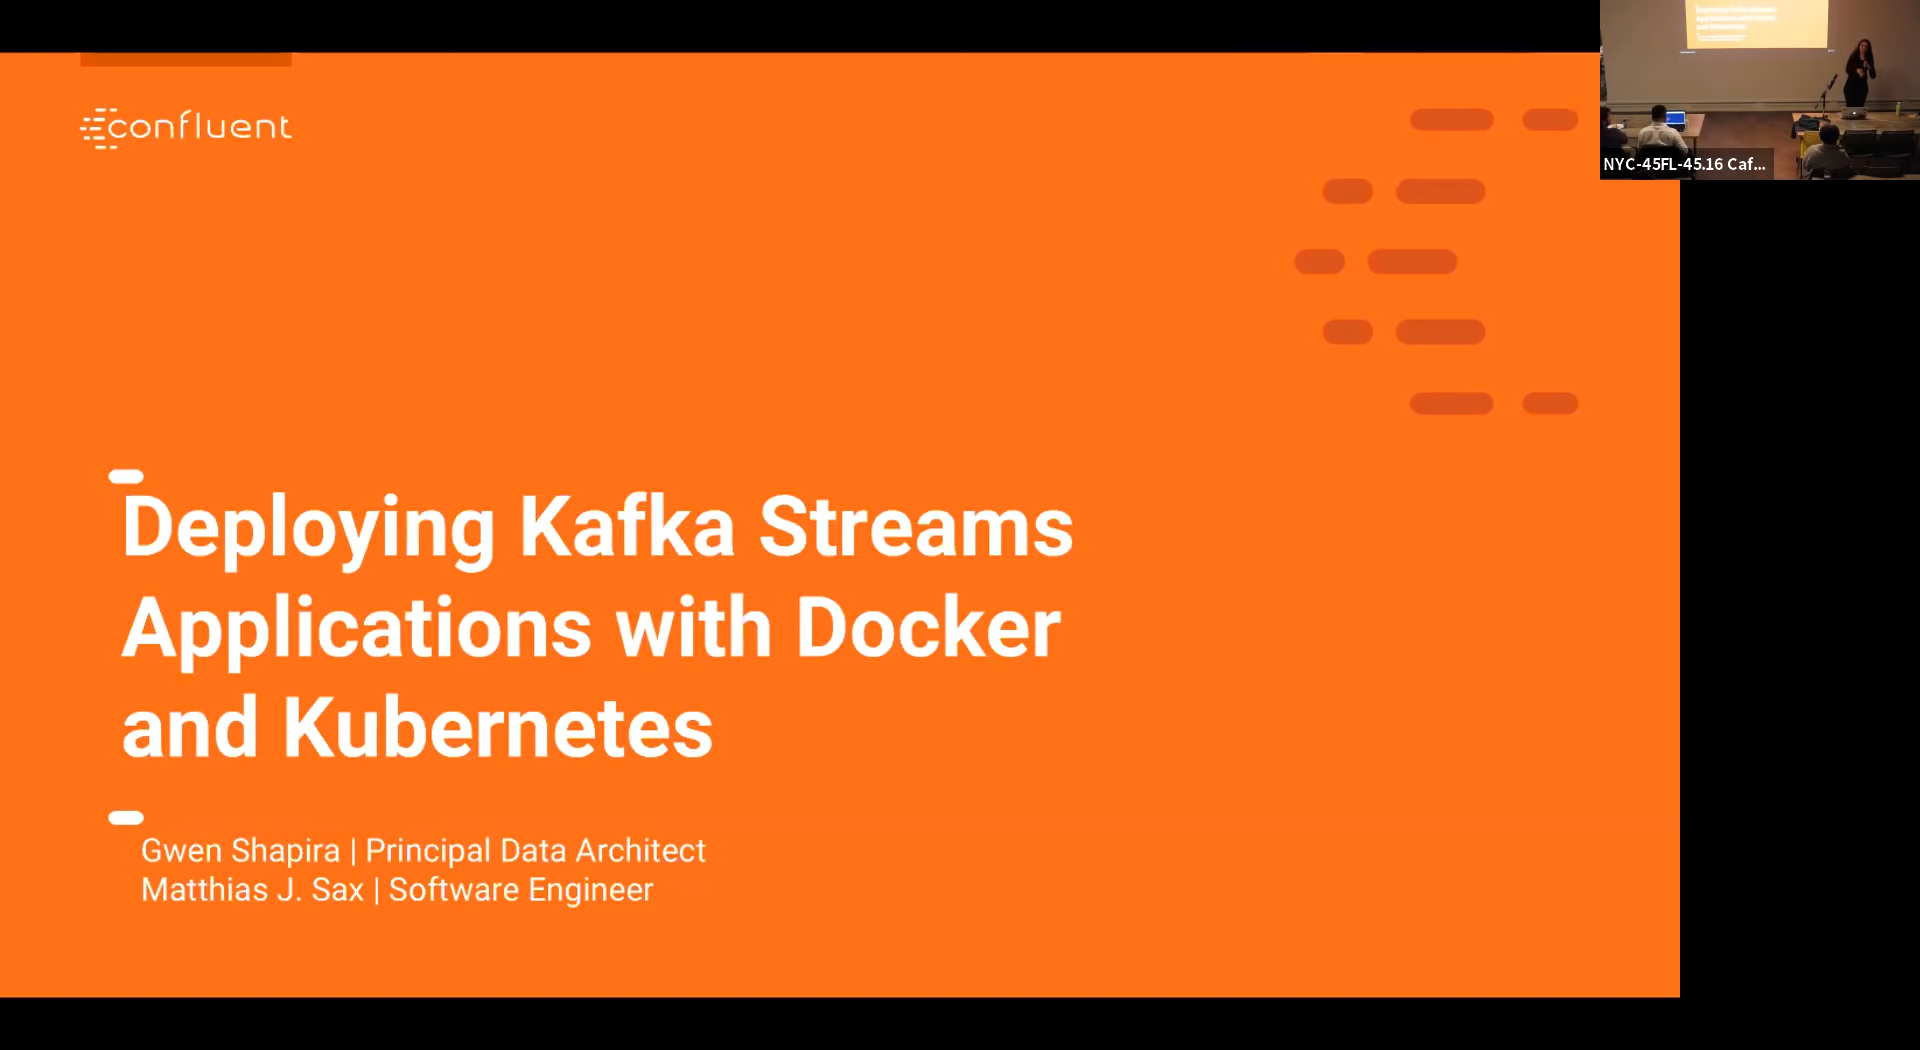 confluent
NYC-45FL-45.16 Caf...
Deploying Kafka Streams
Applications with Docker
and Kubernetes
Gwen Shapira | Principal Data Architect
Matthias J. Sax | Software Engineer